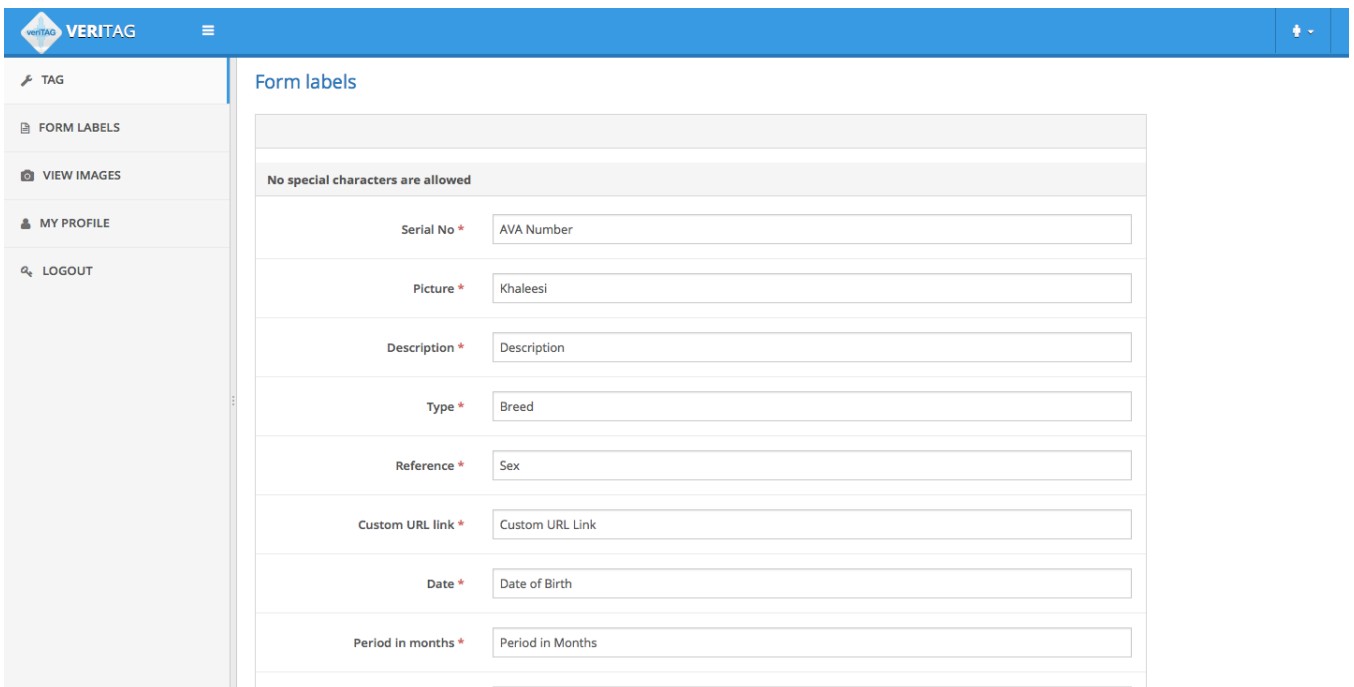 veriTAG VERITAG
TAG
FORM LABELS
VIEW IMAGES
MY PROFILE
LOGOUT
Form labels
No special characters are allowed
Serial No * AVA Number
Picture * Khaleesi
Description * Description
Type * Breed
Reference * Sex
Custom URL link * Custom URL Link
Date * Date of Birth
Period in months * Period in Months